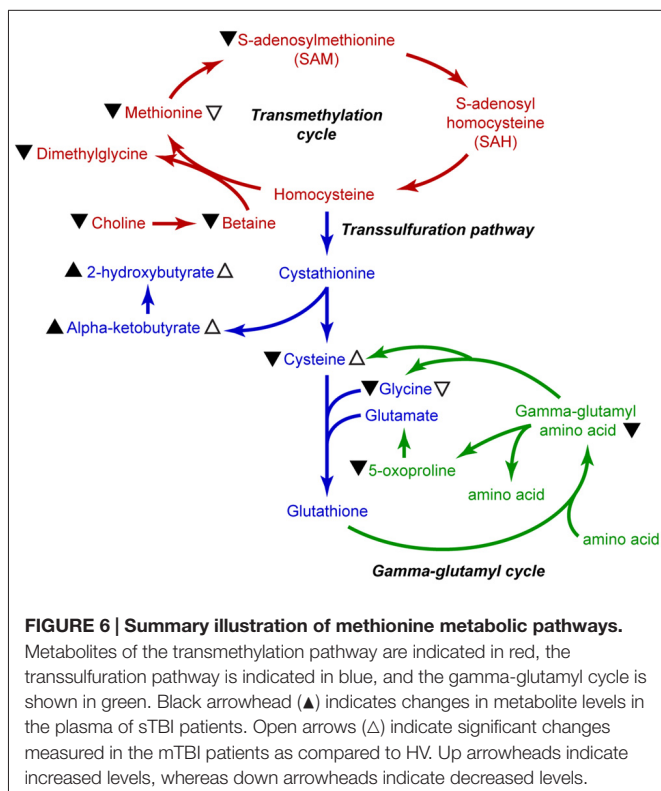 ▼S-adenosylmethionine
(SAM)
S-adenosyl
homocysteine
(SAH)
▼ Methionine ▽
Transmethylation
cycle
▼ Dimethylglycine
Homocysteine
▼ Choline
▼ Betaine
Transsulfuration pathway
▲ 2-hydroxybutyrate △
Cystathionine
▲ Alpha-ketobutyrate △
▼ Cysteine △
▼Glycine ▽
Glutamate
Gamma-glutamyl
amino acid ▼
▼5-oxoproline
amino acid
Glutathione
amino acid
Gamma-glutamyl cycle
FIGURE 6 | Summary illustration of methionine metabolic pathways.
Metabolites of the transmethylation pathway are indicated in red, the
transsulfuration pathway is indicated in blue, and the gamma-glutamyl cycle is
shown in green. Black arrowhead (▲) indicates changes in metabolite levels in
the plasma of sTBI patients. Open arrows (△) indicate significant changes
measured in the mTBI patients as compared to HV. Up arrowheads indicate
increased levels, whereas down arrowheads indicate decreased levels.